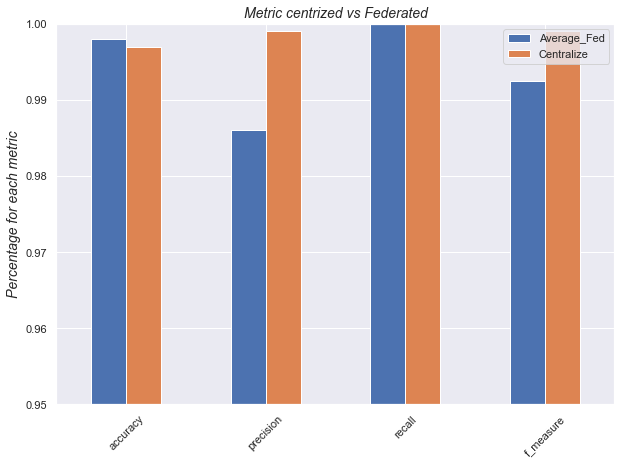 Metric centrized vs Federated
Percentage for each metric
1.00
0.99
0.98
0.97
0.96
0.95
Average_Fed
Centralize
accuracy
precision
recall
f_measure